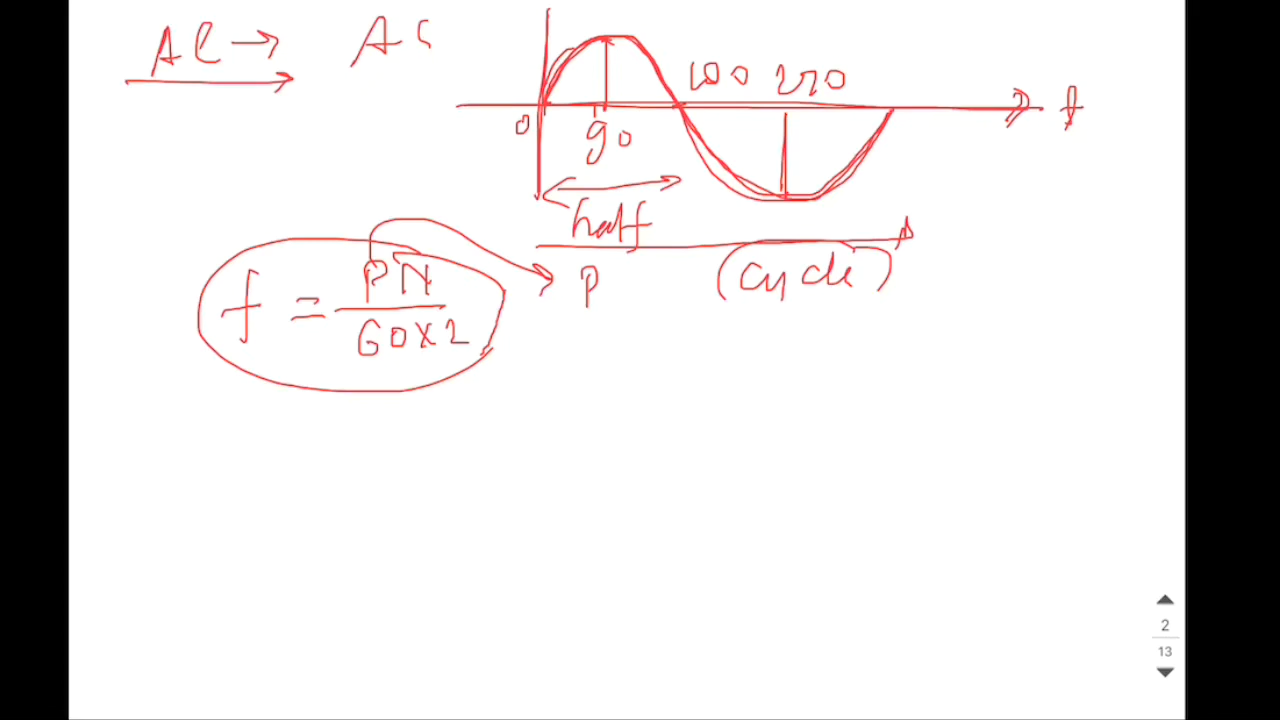 AC → AC
180 270
t
0
90
half
(cycle)
f = PN / 60×2
P
2
13